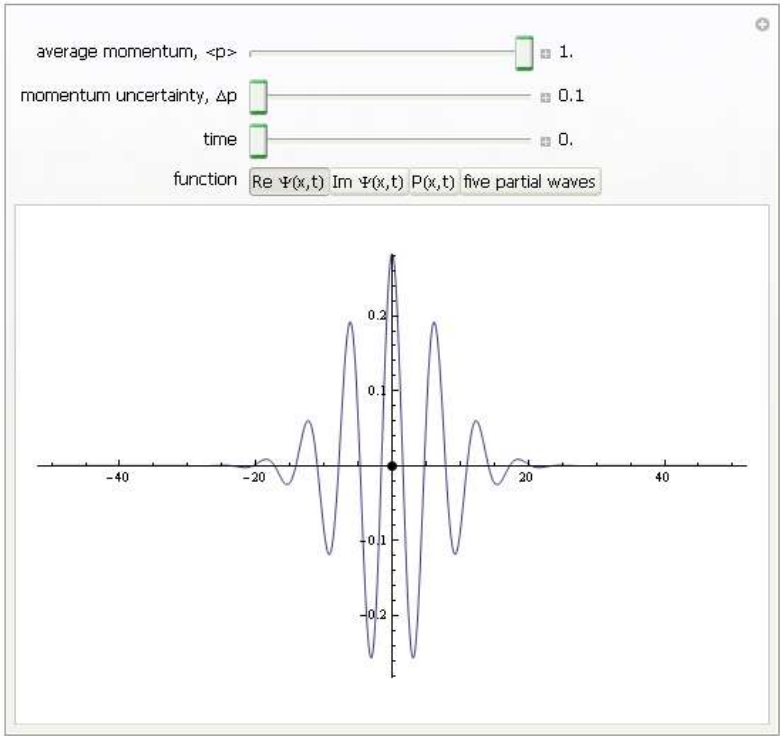 average momentum, <p> 1.
momentum uncertainty, Δp 0.1
time 0.
function Re Ψ(x,t) Im Ψ(x,t) P(x,t) five partial waves
0.2
0.1
-40 -20 20 40
-0.1
-0.2